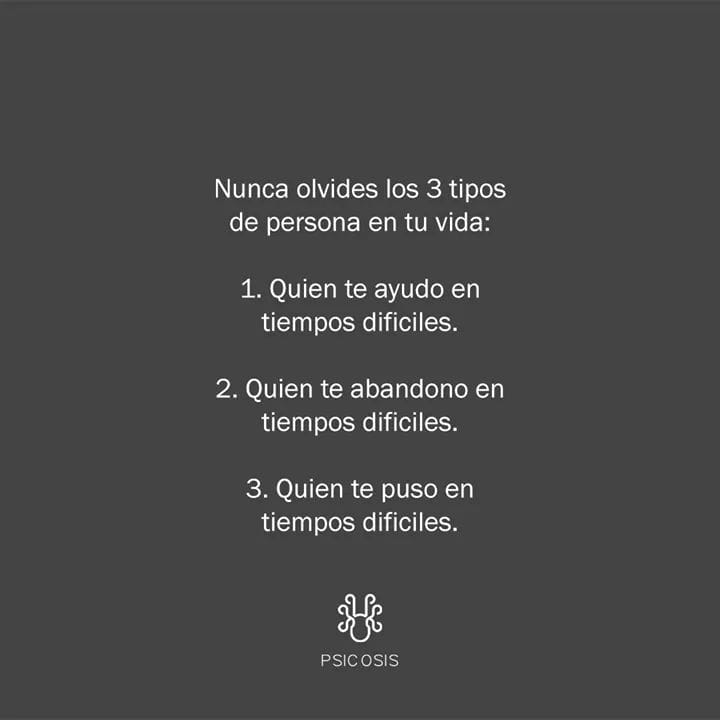 Nunca olvides los 3 tipos
de persona en tu vida:
1. Quien te ayudo en
tiempos dificiles.
2. Quien te abandono en
tiempos dificiles.
3. Quien te puso en
tiempos dificiles.
PSICOSIS